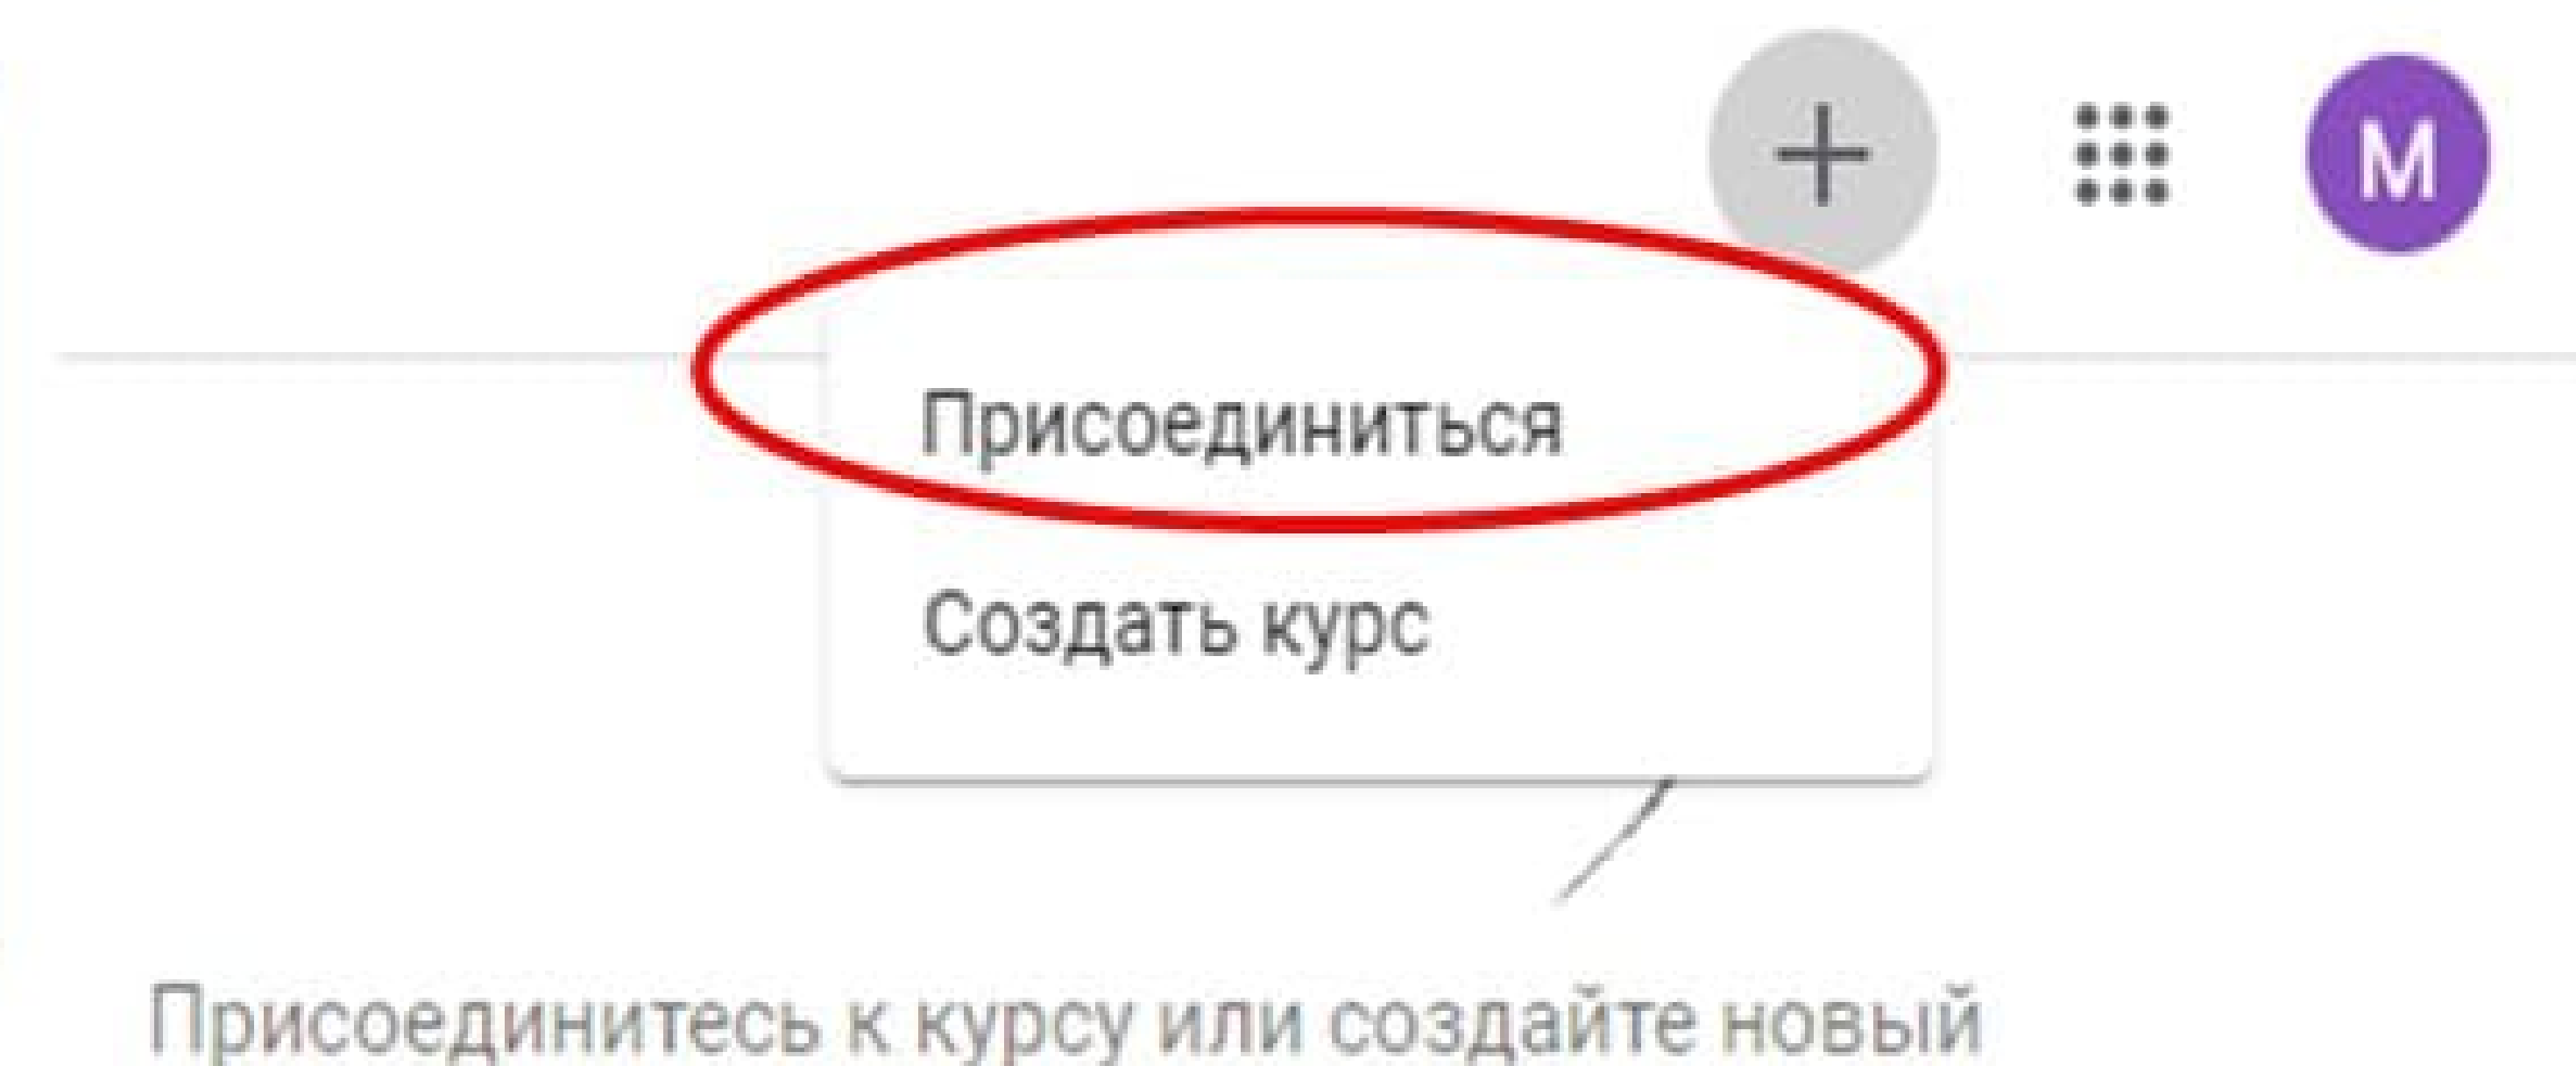 M
Присоединиться
Создать курс
Присоединитесь к курсу или создайте новый